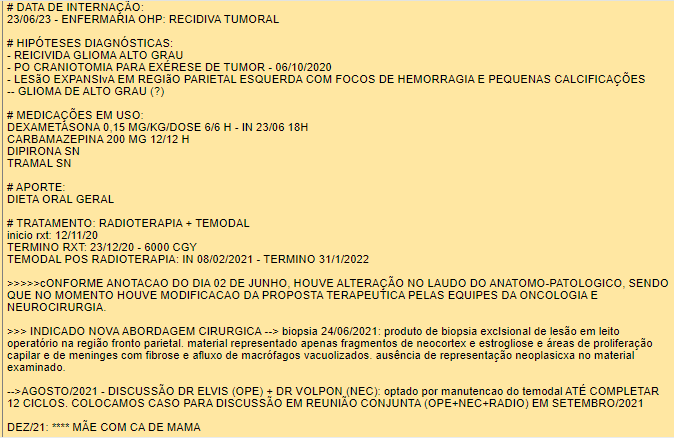 # DATA DE INTERNAÇÃO:
23/06/23 - ENFERMARIA OHP: RECIDIVA TUMORAL
# HIPÓTESES DIAGNÓSTICAS:
- REICIVIDA GLIOMA ALTO GRAU
- PO CRANIOTOMIA PARA EXÉRESE DE TUMOR - 06/10/2020
- LESãO EXPANSIvA EM REGIãO PARIETAL ESQUERDA COM FOCOS DE HEMORRAGIA E PEQUENAS CALCIFICAÇÕES
-- GLIOMA DE ALTO GRAU (?)
# MEDICAÇÕES EM USO:
DEXAMETASONA 0,15 MG/KG/DOSE 6/6 H - IN 23/06 18H
CARBAMAZEPINA 200 MG 12/12 H
DIPIRONA SN
TRAMAL SN
# APORTE:
DIETA ORAL GERAL
# TRATAMENTO: RADIOTERAPIA + TEMODAL
inicio rxt: 12/11/20
TERMINO RXT: 23/12/20 - 6000 CGY
TEMODAL POS RADIOTERAPIA: IN 08/02/2021 - TERMINO 31/1/2022
>>>>>cONFORME ANOTACAO DO DIA 02 DE JUNHO, HOUVE ALTERAÇÃO NO LAUDO DO ANATOMO-PATOLOGICO, SENDO
QUE NO MOMENTO HOUVE MODIFICACAO DA PROPOSTA TERAPEUTICA PELAS EQUIPES DA ONCOLOGIA E
NEUROCIRURGIA.
>>> INDICADO NOVA ABORDAGEM CIRURGICA --> biopsia 24/06/2021: produto de biopsia exclsional de lesão em leito
operatório na região fronto parietal. material representado apenas fragmentos de neocortex e estrogliose e áreas de proliferação
capilar e de meninges com fibrose e afluxo de macrófagos vacuolizados. ausência de representação neoplasicxa no material
examinado.
-->AGOSTO/2021 - DISCUSSÃO DR ELVIS (OPE) + DR VOLPON (NEC): optado por manutencao do temodal ATÉ COMPLETAR
12 CICLOS. COLOCAMOS CASO PARA DISCUSSÃO EM REUNIÃO CONJUNTA (OPE+NEC+RADIO) EM SETEMBRO/2021
DEZ/21: **** MÃE COM CA DE MAMA